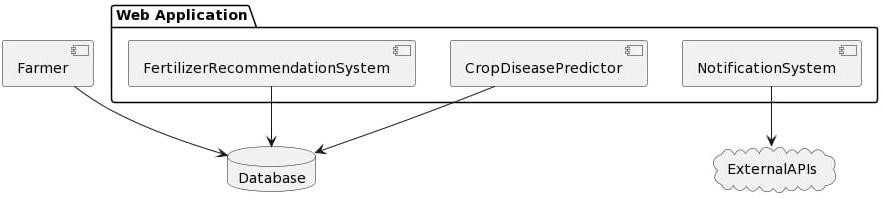 Web Application
Farmer
FertilizerRecommendationSystem
CropDiseasePredictor
NotificationSystem
Database
ExternalAPIs